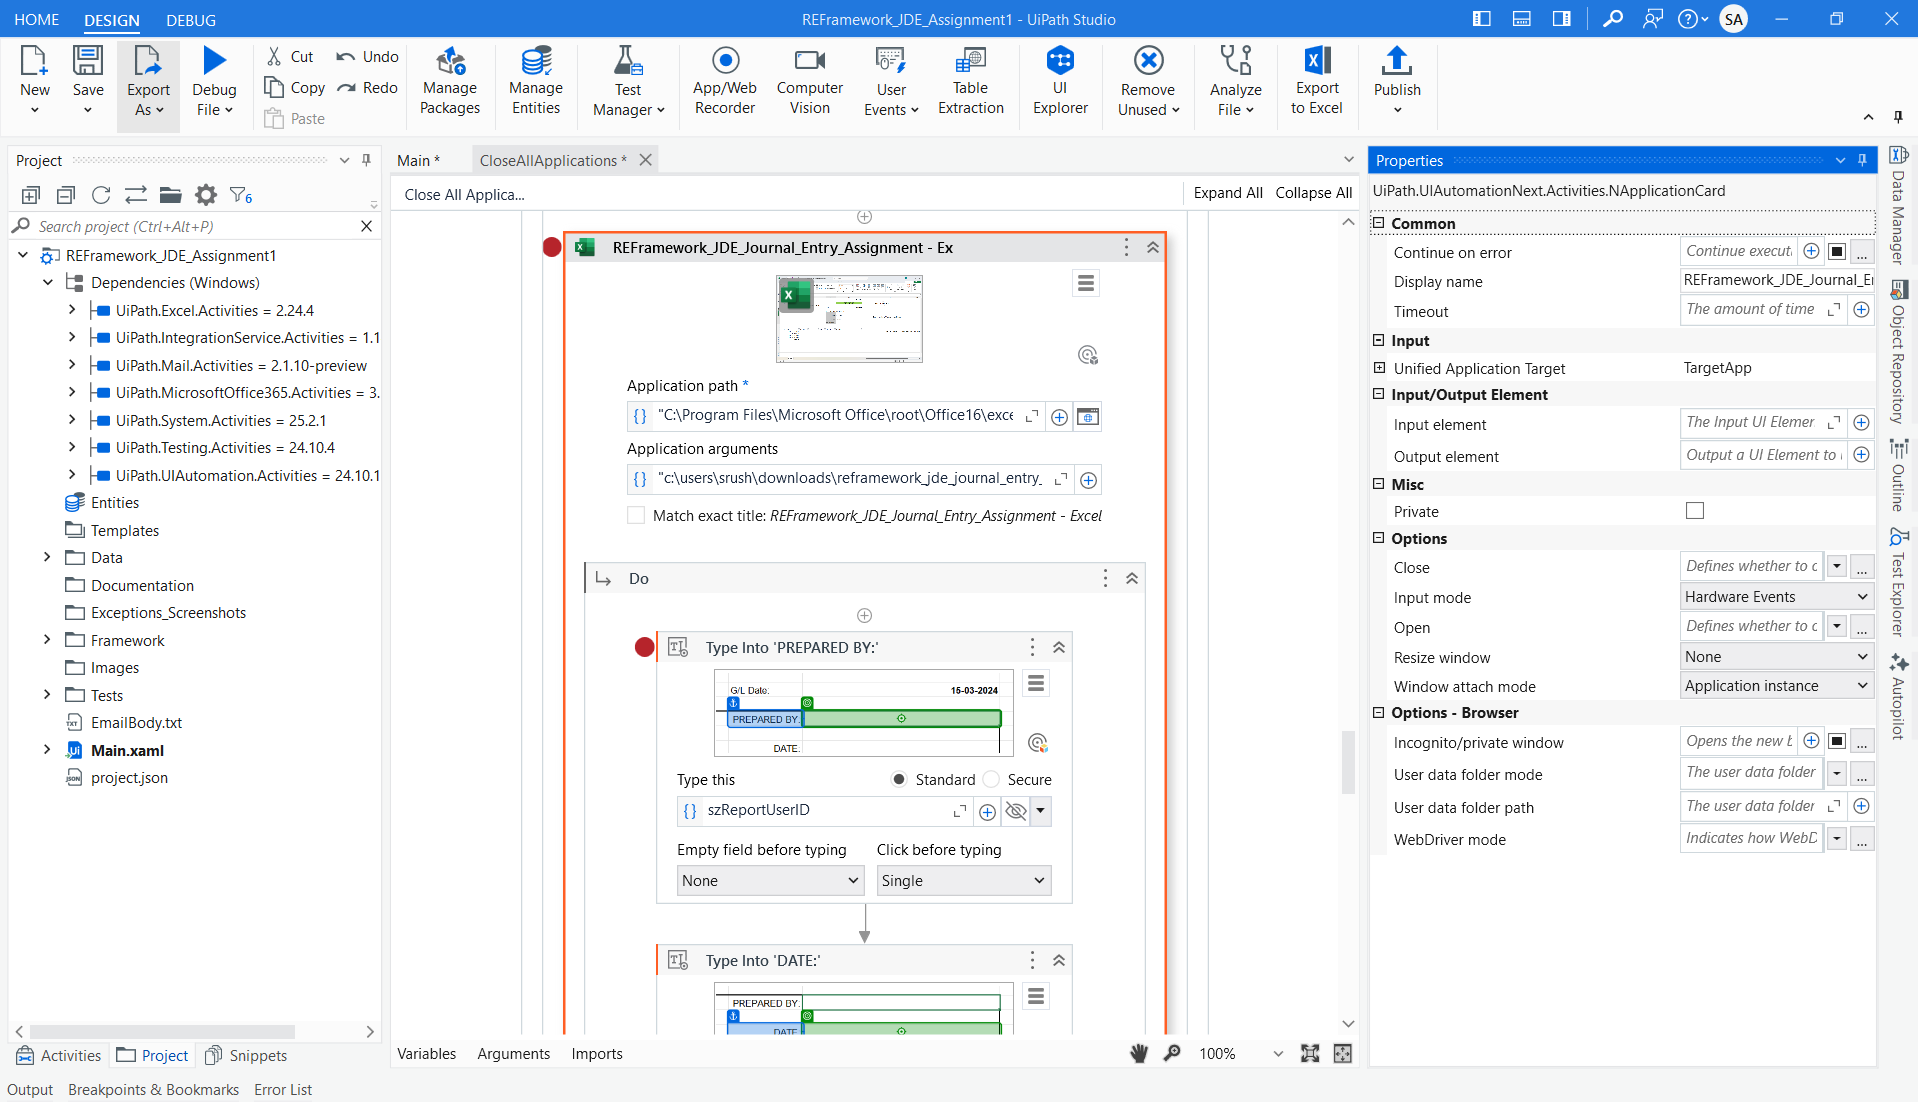 HOME DESIGN DEBUG REFramework_JDE_Assignment1 - UiPath Studio SA
New Save Export As Debug File
Cut Copy Paste Undo Redo
Manage Packages
Manage Entities
Test Manager
App/Web Recorder
Computer Vision
User Events
Table Extraction
UI Explorer
Remove Unused
Analyze File
Export to Excel
Publish
Project
6
Search project (Ctrl+Alt+P)
REFramework_JDE_Assignment1
Dependencies (Windows)
UiPath.Excel.Activities = 2.24.4
UiPath.IntegrationService.Activities = 1.1
UiPath.Mail.Activities = 2.1.10-preview
UiPath.MicrosoftOffice365.Activities = 3.
UiPath.System.Activities = 25.2.1
UiPath.Testing.Activities = 24.10.4
UiPath.UIAutomation.Activities = 24.10.1
Entities
Templates
Data
Documentation
Exceptions_Screenshots
Framework
Images
Tests
EmailBody.txt
Main.xaml
project.json
Activities Project Snippets
Main * CloseAllApplications *
Close All Applica... Expand All Collapse All
REFramework_JDE_Journal_Entry_Assignment - Ex
Application path *
"C:\Program Files\Microsoft Office\root\Office16\exce
Application arguments
"c:\users\srush\downloads\reframework_jde_journal_entry_
Match exact title: REFramework_JDE_Journal_Entry_Assignment - Excel
Do
Type Into 'PREPARED BY:'
G/L Date: 15-03-2024
PREPARED BY:
DATE:
Type this Standard Secure
szReportUserID
Empty field before typing Click before typing
None Single
Type Into 'DATE:'
PREPARED BY:
DATE
Variables Arguments Imports 100%
Properties
UiPath.UIAutomationNext.Activities.NApplicationCard
Common
Continue on error Continue execut ...
Display name REFramework_JDE_Journal_E
Timeout The amount of time
Input
Unified Application Target TargetApp
Input/Output Element
Input element The Input UI Elemer
Output element Output a UI Element to
Misc
Private
Options
Close Defines whether to c ...
Input mode Hardware Events
Open Defines whether to c ...
Resize window None
Window attach mode Application instance
Options - Browser
Incognito/private window Opens the new b ...
User data folder mode The user data folder ...
User data folder path The user data folder
WebDriver mode Indicates how WebD ...
Data Manager
Object Repository
Outline
Test Explorer
Autopilot
Output Breakpoints & Bookmarks Error List